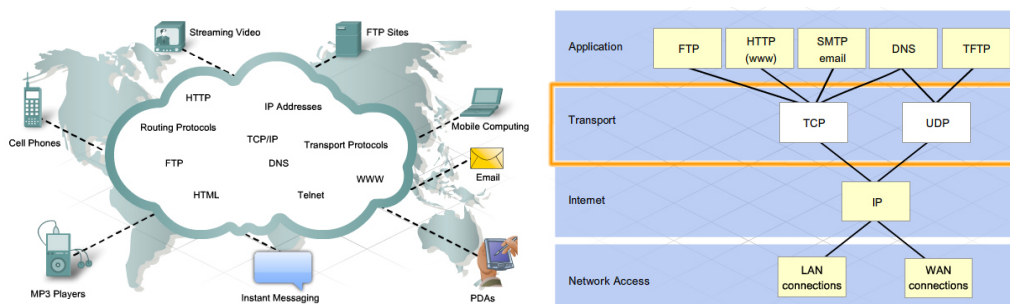 Streaming Video
FTP Sites
HTTP
IP Addresses
Cell Phones
Routing Protocols
TCP/IP
Transport Protocols
Mobile Computing
FTP
DNS
WWW
Email
HTML
Telnet
MP3 Players
Instant Messaging
PDAs
Application
FTP
HTTP
(www)
SMTP
email
DNS
TFTP
Transport
TCP
UDP
Internet
IP
Network Access
LAN
connections
WAN
connections